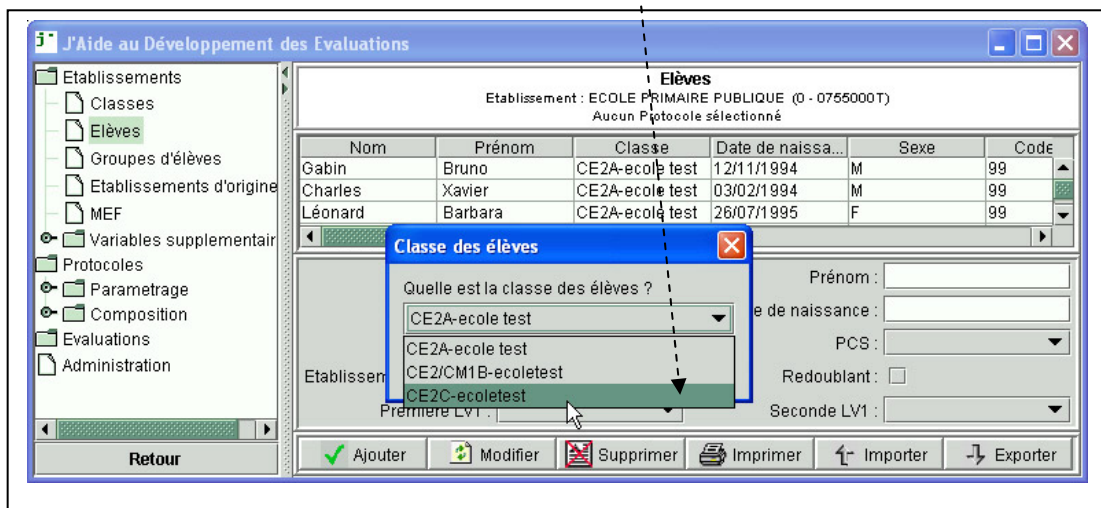 J'Aide au Développement des Evaluations
Etablissements
Classes
Elèves
Groupes d'élèves
Etablissements d'origine
MEF
Variables supplementair
Protocoles
Parametrage
Composition
Evaluations
Administration
Retour
Elèves
Etablissement : ECOLE PRIMAIRE PUBLIQUE (0 - 0755000T)
Aucun Protocole sélectionné
Nom Prénom Classe Date de naissa... Sexe Code
Gabin Bruno CE2A-ecole test 12/11/1994 M 99
Charles Xavier CE2A-ecole test 03/02/1994 M 99
Léonard Barbara CE2A-ecole test 26/07/1995 F 99
Classe des élèves
Quelle est la classe des élèves ?
CE2A-ecole test
CE2A-ecole test
CE2/CM1B-ecoletest
CE2C-ecoletest
Prénom :
e de naissance :
PCS :
Etablissem Redoublant :
Première LV1 : Seconde LV1 :
Ajouter Modifier Supprimer Imprimer Importer Exporter